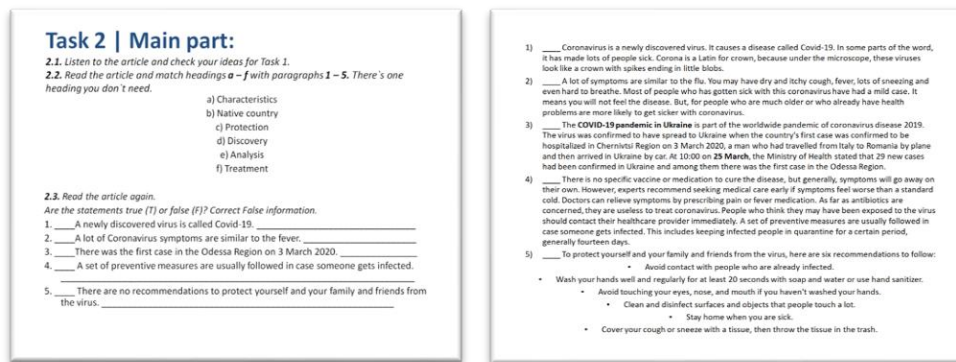 Task 2 | Main part:
2.1. Listen to the article and check your ideas for Task 1.
2.2. Read the article and match headings a – f with paragraphs 1 – 5. There`s one
heading you don`t need.
a) Characteristics
b) Native country
c) Protection
d) Discovery
e) Analysis
f) Treatment
2.3. Read the article again.
Are the statements true (T) or false (F)? Correct False information.
1. ____A newly discovered virus is called Covid-19. ____
2. ____A lot of Coronavirus symptoms are similar to the fever. ____
3. ____There was the first case in the Odessa Region on 3 March 2020. ____
4. ____ A set of preventive measures are usually followed in case someone gets infected.
____
5. ____ There are no recommendations to protect yourself and your family and friends from
the virus. ____
1) ____Coronavirus is a newly discovered virus. It causes a disease called Covid-19. In some parts of the word,
it has made lots of people sick. Corona is a Latin for crown, because under the microscope, these viruses
look like a crown with spikes ending in little blobs.
2) ____A lot of symptoms are similar to the flu. You may have dry and itchy cough, fever, lots of sneezing and
even hard to breathe. Most of people who has gotten sick with this coronavirus have had a mild case. It
means you will not feel the disease. But, for people who are much older or who already have health
problems are more likely to get sicker with coronavirus.
3) ____The COVID-19 pandemic in Ukraine is part of the worldwide pandemic of coronavirus disease 2019.
The virus was confirmed to have spread to Ukraine when the country's first case was confirmed to be
hospitalized in Chernivtsi Region on 3 March 2020, a man who had travelled from Italy to Romania by plane
and then arrived in Ukraine by car. At 10:00 on 25 March, the Ministry of Health stated that 29 new cases
had been confirmed in Ukraine and among them there was the first case in the Odessa Region.
4) ____There is no specific vaccine or medication to cure the disease, but generally, symptoms will go away on
their own. However, experts recommend seeking medical care early if symptoms feel worse than a standard
cold. Doctors can relieve symptoms by prescribing pain or fever medication. As far as antibiotics are
concerned, they are useless to treat coronavirus. People who think they may have been exposed to the virus
should contact their healthcare provider immediately. A set of preventive measures are usually followed in
case someone gets infected. This includes keeping infected people in quarantine for a certain period,
generally fourteen days.
5) ____To protect yourself and your family and friends from the virus, here are six recommendations to follow:
• Avoid contact with people who are already infected.
• Wash your hands well and regularly for at least 20 seconds with soap and water or use hand sanitizer.
• Avoid touching your eyes, nose, and mouth if you haven't washed your hands.
• Clean and disinfect surfaces and objects that people touch a lot.
• Stay home when you are sick.
• Cover your cough or sneeze with a tissue, then throw the tissue in the trash.